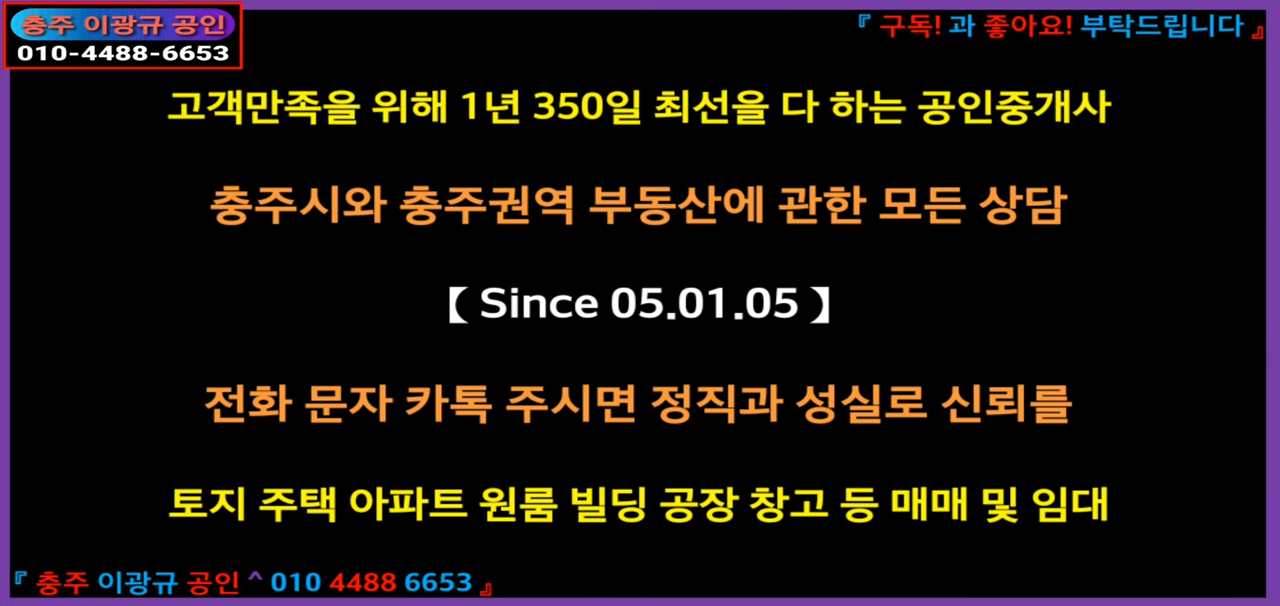 충주 이광규 공인
010-4488-6653
『 구독! 과 좋아요! 부탁드립니다 』
고객만족을 위해 1년 350일 최선을 다 하는 공인중개사
충주시와 충주권역 부동산에 관한 모든 상담
【 Since 05.01.05 】
전화 문자 카톡 주시면 정직과 성실로 신뢰를
토지 주택 아파트 원룸 빌딩 공장 창고 등 매매 및 임대
『 충주 이광규 공인 ^ 010 4488 6653 』